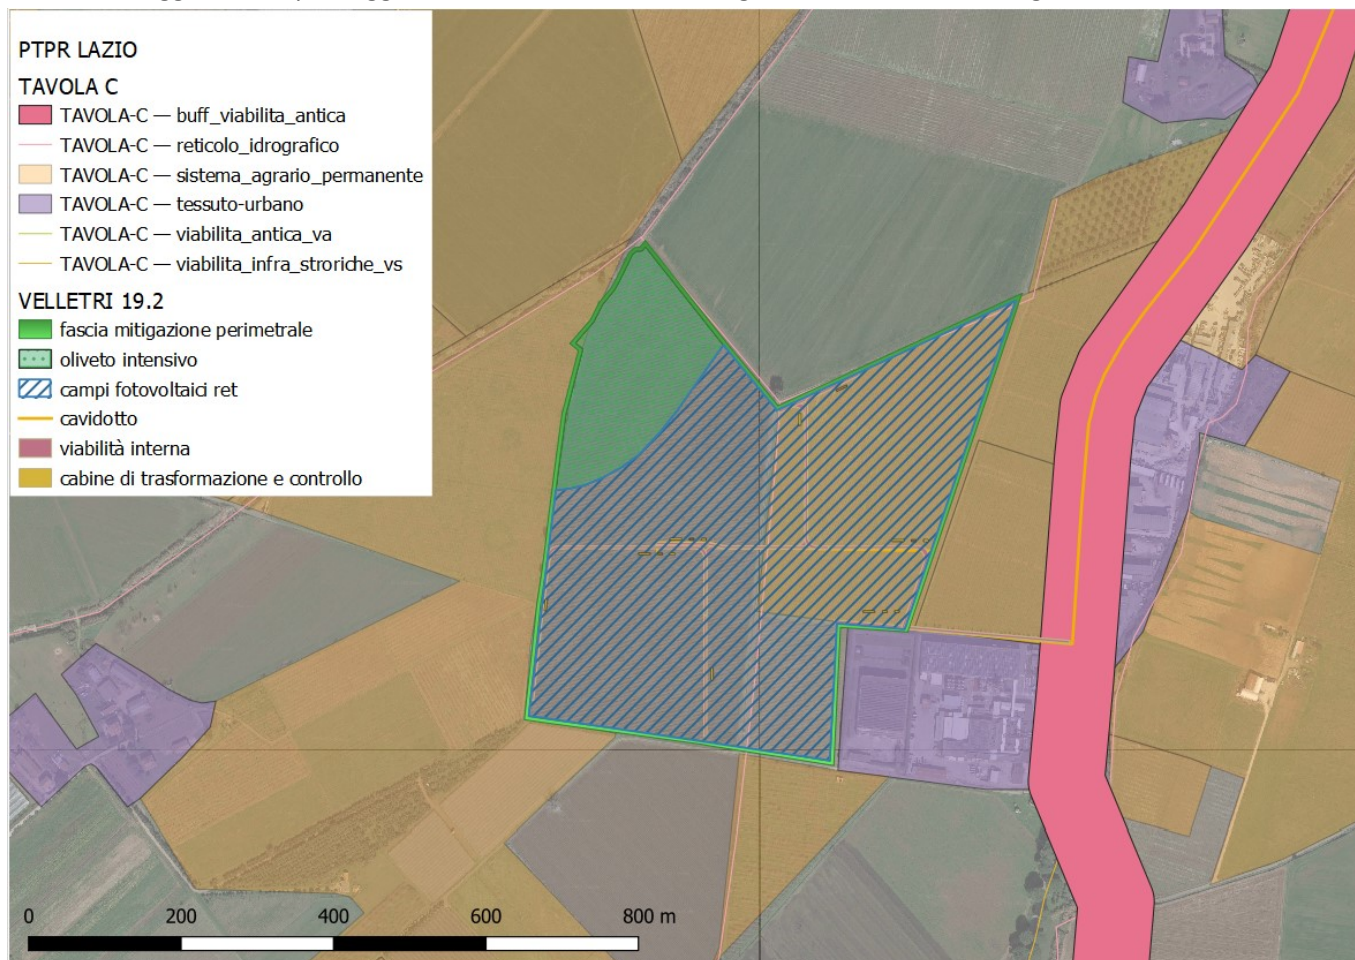 PTPR LAZIO
TAVOLA C
TAVOLA-C — buff_viabilita_antica
TAVOLA-C — reticolo_idrografico
TAVOLA-C — sistema_agrario_permanente
TAVOLA-C — tessuto-urbano
TAVOLA-C — viabilita_antica_va
TAVOLA-C — viabilita_infra_stroriche_vs
VELLETRI 19.2
fascia mitigazione perimetrale
oliveto intensivo
campi fotovoltaici ret
cavidotto
viabilità interna
cabine di trasformazione e controllo
0 200 400 600 800 m